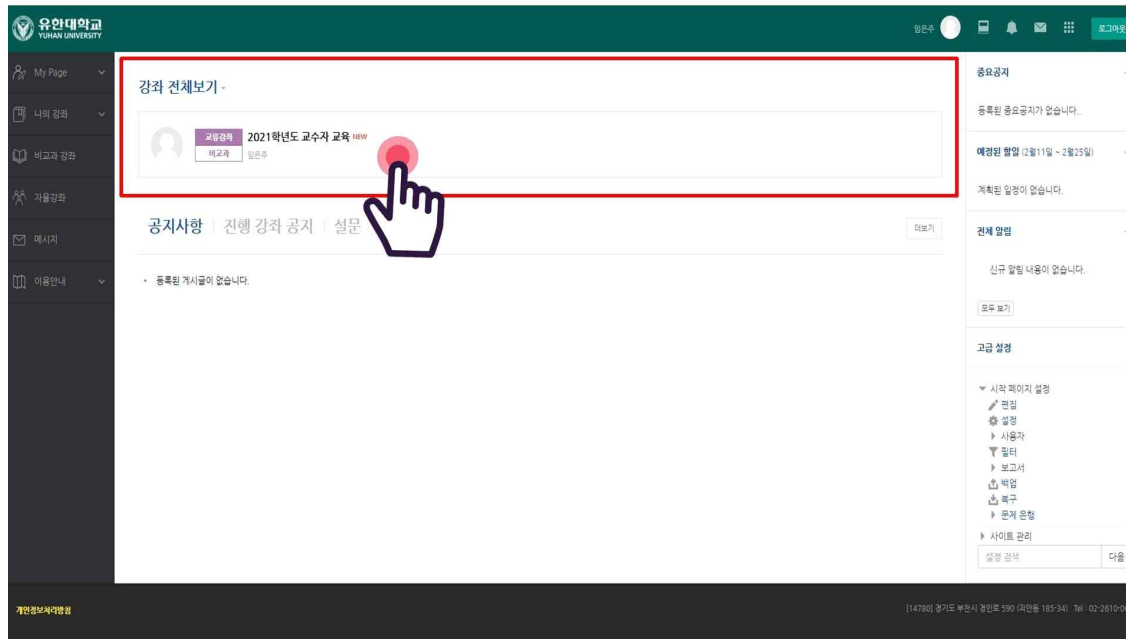 유한대학교
YUHAN UNIVERSITY
임은주
로그아웃
My Page
나의 강좌
비교과 강좌
자율강좌
메시지
이용안내
강좌 전체보기
교류강좌
2021학년도 교수자 교육 NEW
비교과
임은주
공지사항
진행 강좌 공지
설문
더보기
등록된 게시글이 없습니다.
중요공지
등록된 중요공지가 없습니다..
예정된 할일 (2월11일 ~ 2월25일)
계획된 일정이 없습니다.
전체 알림
신규 알림 내용이 없습니다.
모두 보기
고급 설정
시작 페이지 설정
편집
설정
사용자
필터
보고서
백업
복구
문제 은행
사이트 관리
설정 검색
다음
개인정보처리방침
[14780] 경기도 부천시 경인로 590 (괴안동 185-34) Tel : 02-2610-0